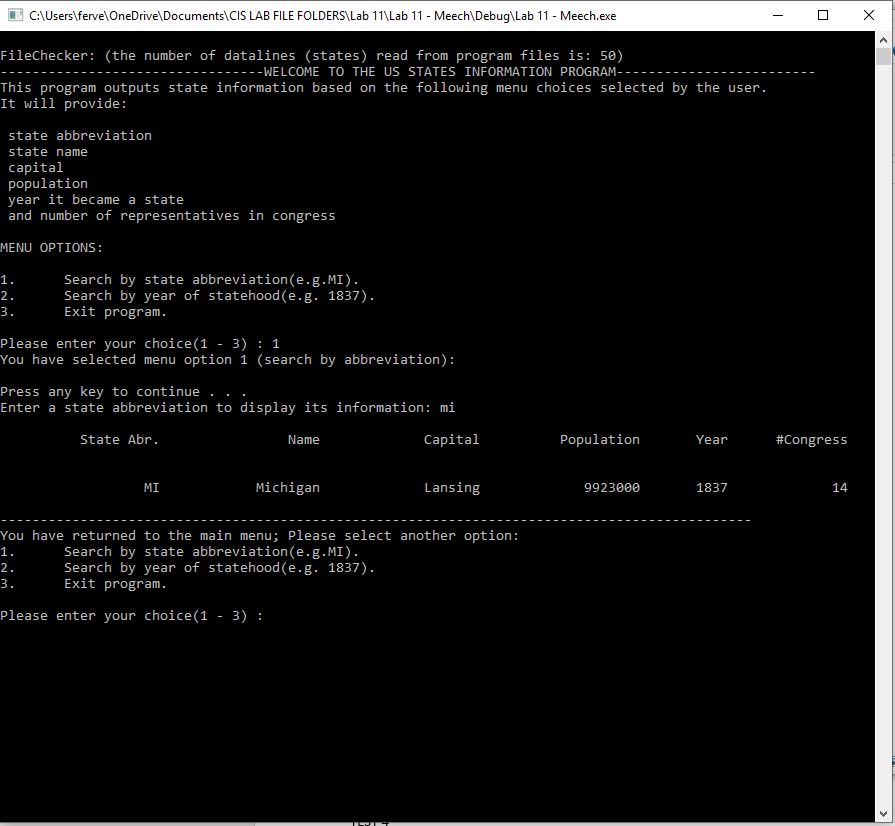 C:\Users\ferve\OneDrive\Documents\CIS LAB FILE FOLDERS\Lab 11\Lab 11 - Meech\Debug\Lab 11 - Meech.exe
FileChecker: (the number of datalines (states) read from program files is: 50)
---------------------------------WELCOME TO THE US STATES INFORMATION PROGRAM-------------------------
This program outputs state information based on the following menu choices selected by the user.
It will provide:
state abbreviation
state name
capital
population
year it became a state
and number of representatives in congress
MENU OPTIONS:
1. Search by state abbreviation(e.g.MI).
2. Search by year of statehood(e.g. 1837).
3. Exit program.
Please enter your choice(1 - 3) : 1
You have selected menu option 1 (search by abbreviation):
Press any key to continue . . .
Enter a state abbreviation to display its information: mi
State Abr. Name Capital Population Year #Congress
MI Michigan Lansing 9923000 1837 14
----------------------------------------------------------------------------------------------
You have returned to the main menu; Please select another option:
1. Search by state abbreviation(e.g.MI).
2. Search by year of statehood(e.g. 1837).
3. Exit program.
Please enter your choice(1 - 3) :